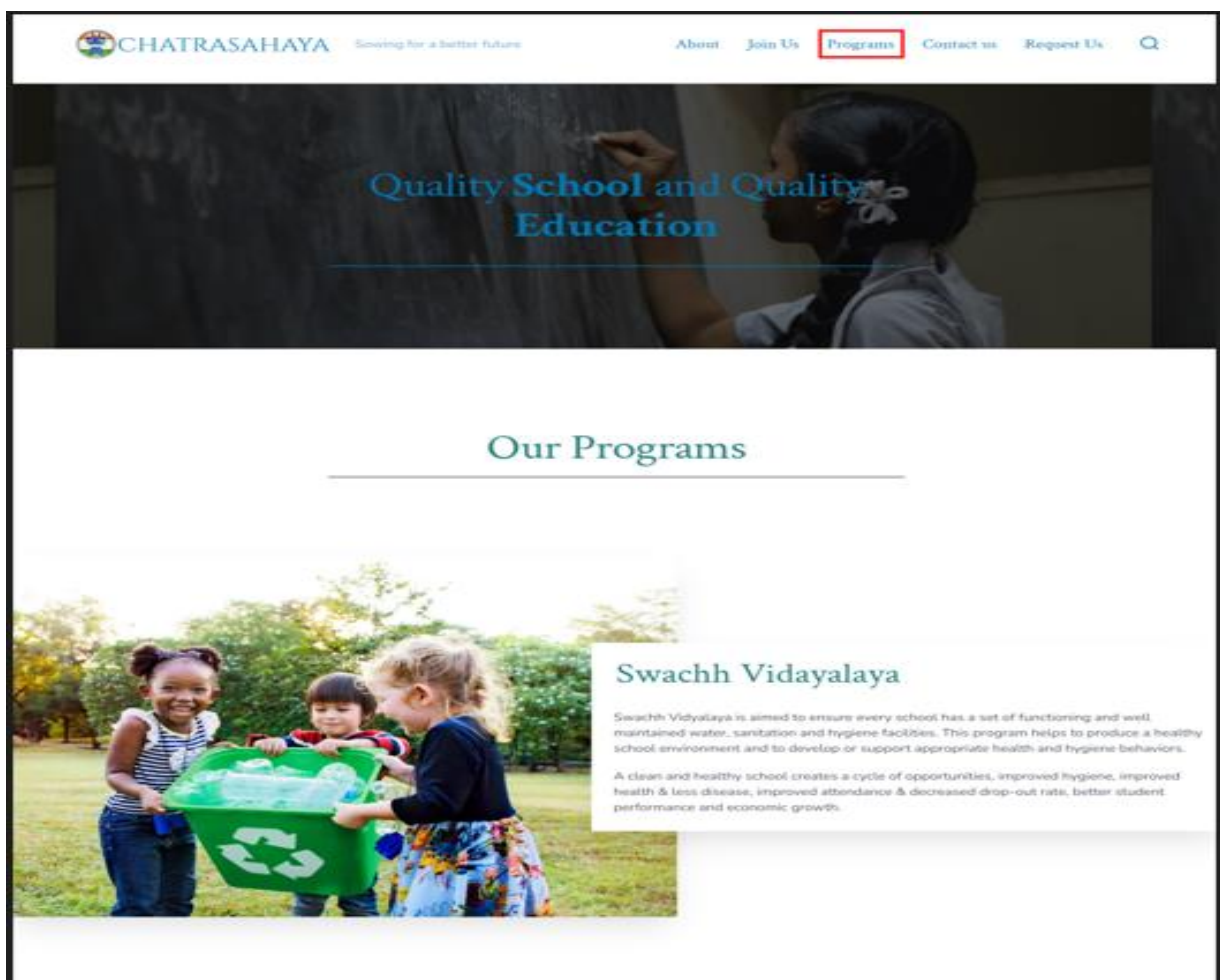 CHATRASAHAYA Sowing for a better future About Join Us Programs Contact us Request Us
Quality School and Quality
Education
Our Programs
Swachh Vidayalaya
Swachh Vidyalaya is aimed to ensure every school has a set of functioning and well
maintained water, sanitation and hygiene facilities. This program helps to produce a healthy
school environment and to develop or support appropriate health and hygiene behaviors.
A clean and healthy school creates a cycle of opportunities, improved hygiene, improved
health & less disease, improved attendance & decreased drop-out rate, better student
performance and economic growth.